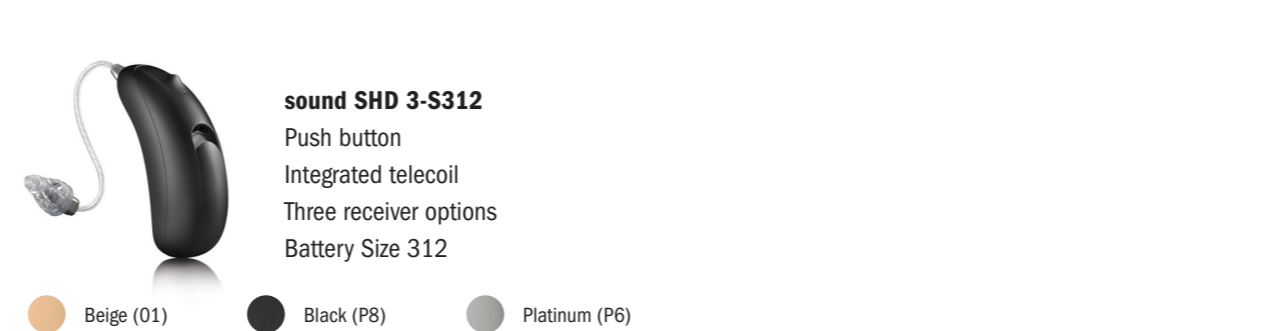 sound SHD 3-S312
Push button
Integrated telecoil
Three receiver options
Battery Size 312
Beige (01) Black (P8) Platinum (P6)